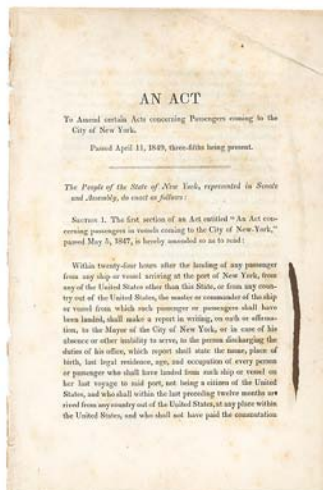 AN ACT
To Amend certain Acts concerning Passengers coming to the
City of New York.
Passed April 11, 1849, three-fifths being present.
The People of the State of New York, represented in Senate
and Assembly, do enact as follows:
SECTION 1. The first section of an Act entitled "An Act con-
cerning passengers in vessels coming to the City of New-York,"
passed May 5, 1847, is hereby amended so as to read:
Within twenty-four hours after the landing of any passenger
from any ship or vessel arriving at the port of New York, from
any of the United States other than this State, or from any coun-
try out of the United States, the master or commander of the ship
or vessel from which such passenger or passengers shall have
been landed, shall make a report in writing, on oath or affirma-
tion, to the Mayor of the City of New York, or in case of his
absence or other inability to serve, to the person discharging the
duties of his office, which report shall state the name, place of
birth, last legal residence, age, and occupation of every person
or passenger who shall have landed from such ship or vessel on
her last voyage to said port, not being a citizen of the United
States, and who shall within the last preceding twelve months ar-
rived from any country out of the United States, at any place within
the United States, and who shall not have paid the commutation